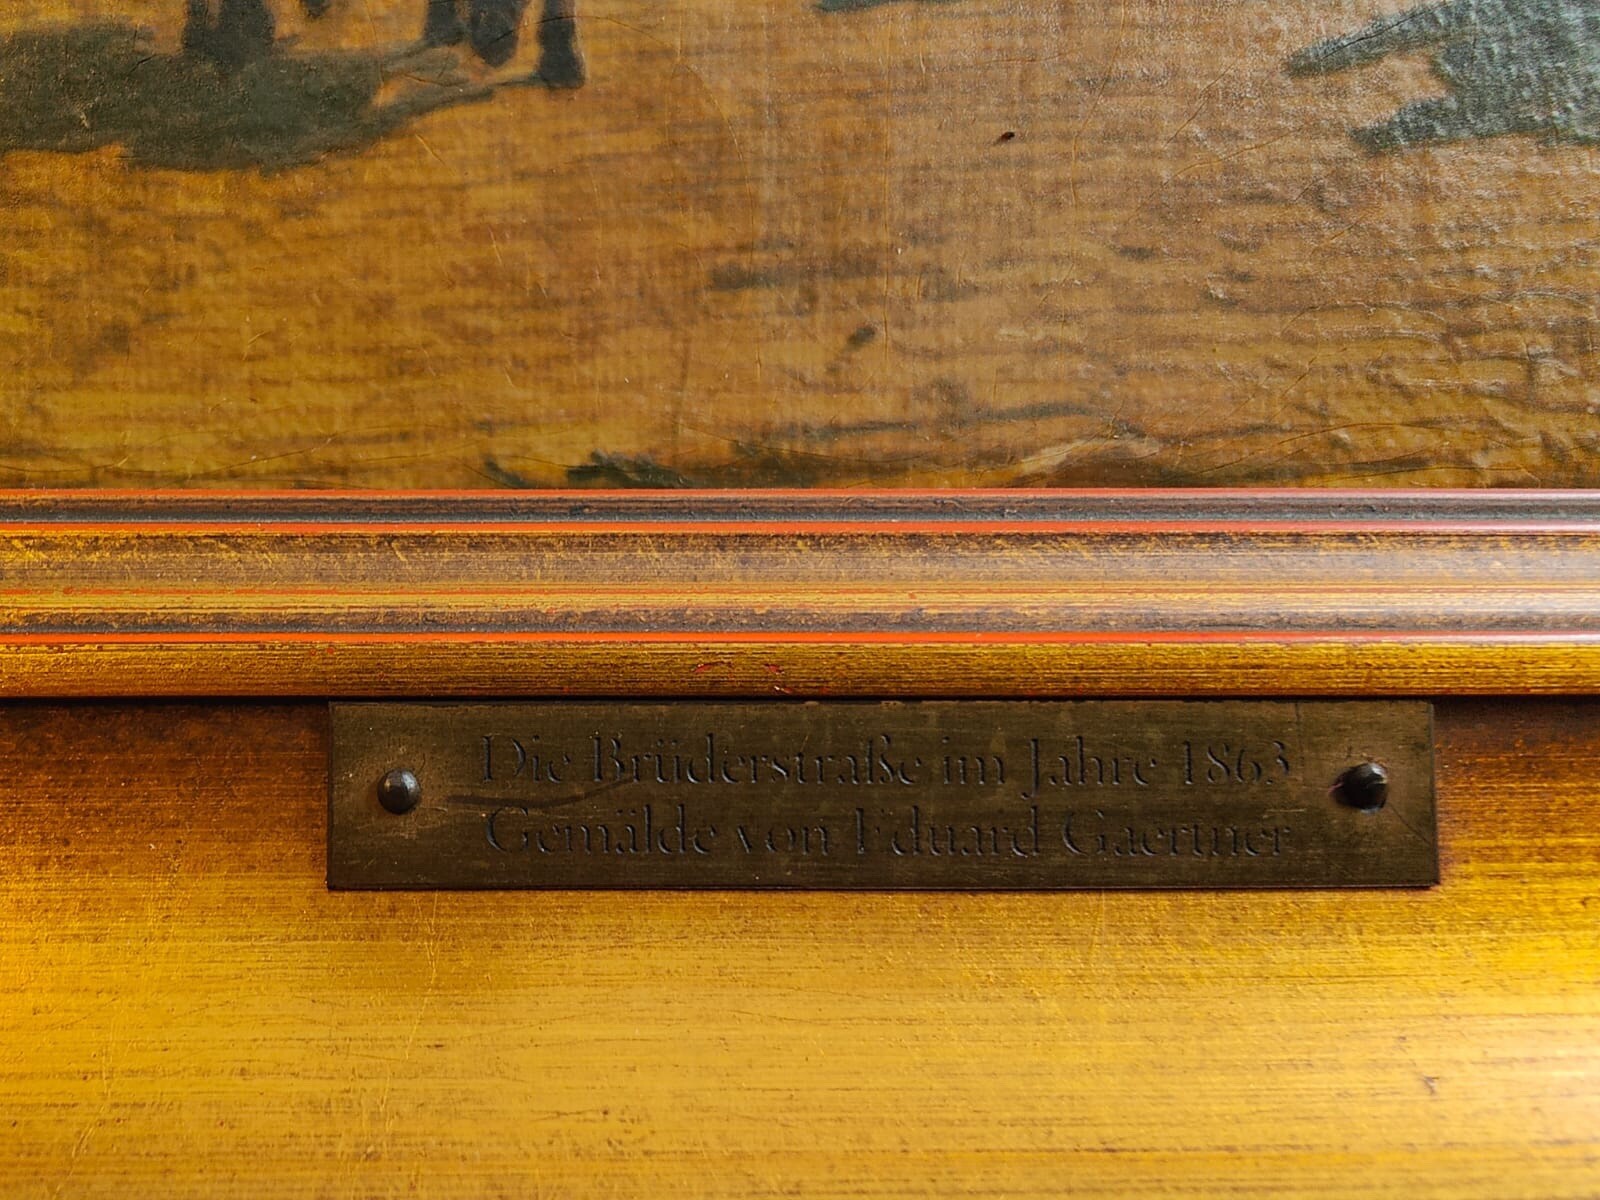 Die Brüderstraße im Jahre 1863
Gemälde von Eduard Gaertner